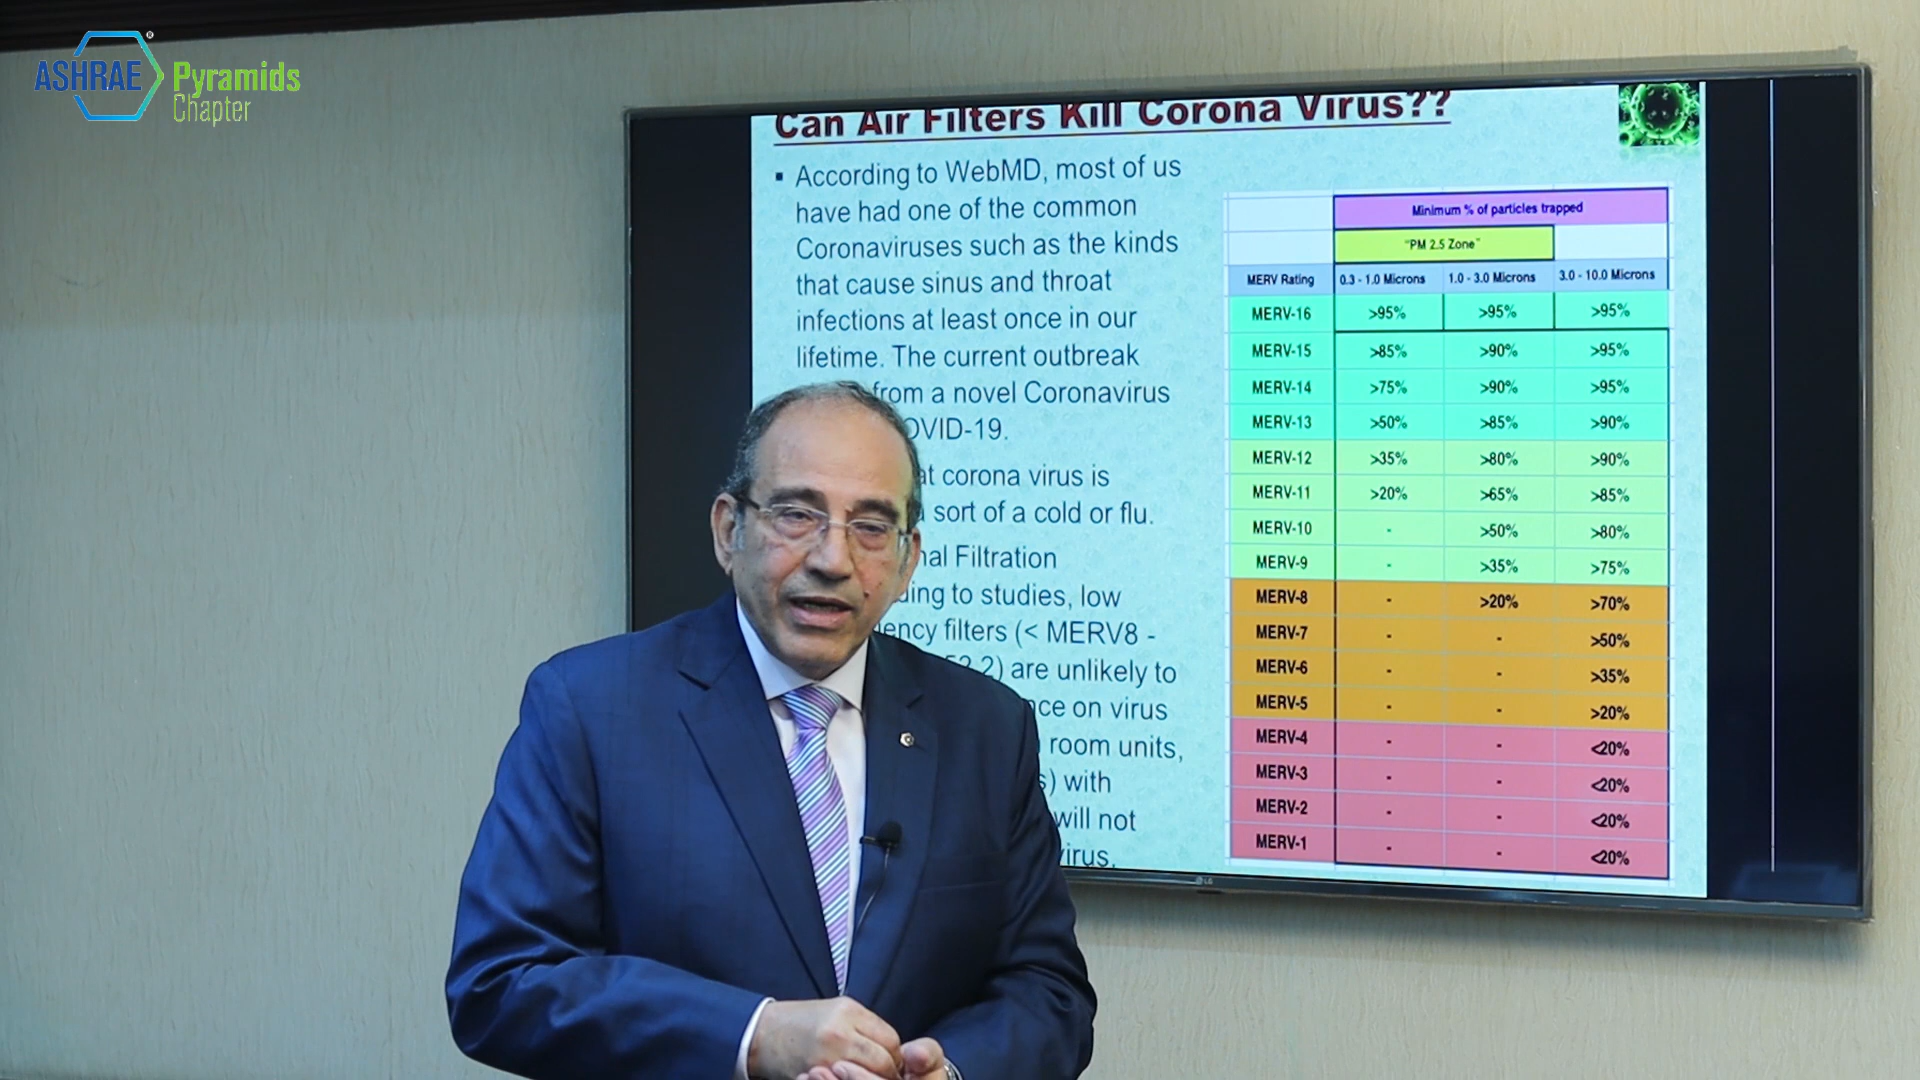 ASHRAE®
Pyramids
Chapter
Can Air Filters Kill Corona Virus??
▪ According to WebMD, most of us
have had one of the common
Coronaviruses such as the kinds
that cause sinus and throat
infections at least once in our
lifetime. The current outbreak
from a novel Coronavirus
OVID-19.
at corona virus is
sort of a cold or flu.
nal Filtration
ding to studies, low
iency filters (< MERV8 -
52.2) are unlikely to
nce on virus
room units,
s) with
will not
virus.
Minimum % of particles trapped
"PM 2.5 Zone"
MERV Rating 0.3 - 1.0 Microns 1.0 - 3.0 Microns 3.0 - 10.0 Microns
MERV-16 >95% >95% >95%
MERV-15 >85% >90% >95%
MERV-14 >75% >90% >95%
MERV-13 >50% >85% >90%
MERV-12 >35% >80% >90%
MERV-11 >20% >65% >85%
MERV-10 - >50% >80%
MERV-9 - >35% >75%
MERV-8 - >20% >70%
MERV-7 - - >50%
MERV-6 - - >35%
MERV-5 - - >20%
MERV-4 - - <20%
MERV-3 - - <20%
MERV-2 - - <20%
MERV-1 - - <20%
LG